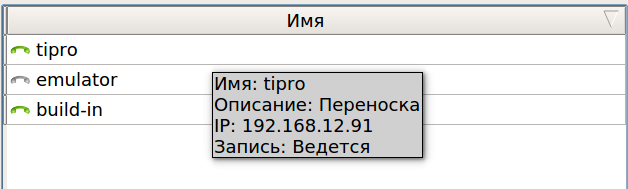 Имя
tipro
emulator
build-in
Имя: tipro
Описание: Переноска
IP: 192.168.12.91
Запись: Ведется